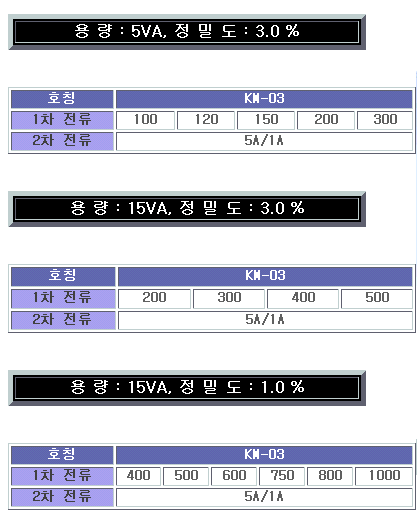 용 량 : 5VA, 정 밀 도 : 3.0 %
호칭 KM-03
1차 전류 100 120 150 200 300
2차 전류 5A/1A
용 량 : 15VA, 정 밀 도 : 3.0 %
호칭 KM-03
1차 전류 200 300 400 500
2차 전류 5A/1A
용 량 : 15VA, 정 밀 도 : 1.0 %
호칭 KM-03
1차 전류 400 500 600 750 800 1000
2차 전류 5A/1A